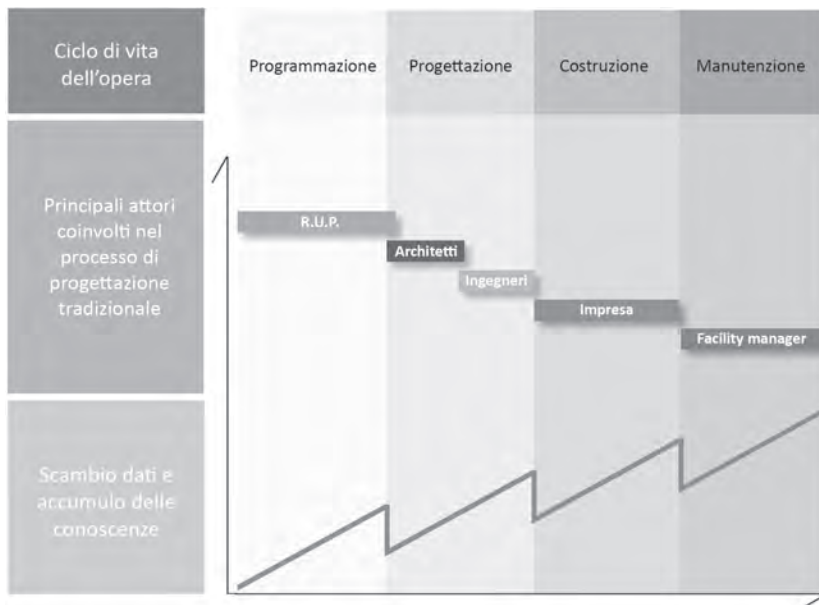 Ciclo di vita
dell'opera
Programmazione
Progettazione
Costruzione
Manutenzione
Principali attori
coinvolti nel
processo di
progettazione
tradizionale
R.U.P.
Architetti
Ingegneri
Impresa
Facility manager
Scambio dati e
accumulo delle
conoscenze